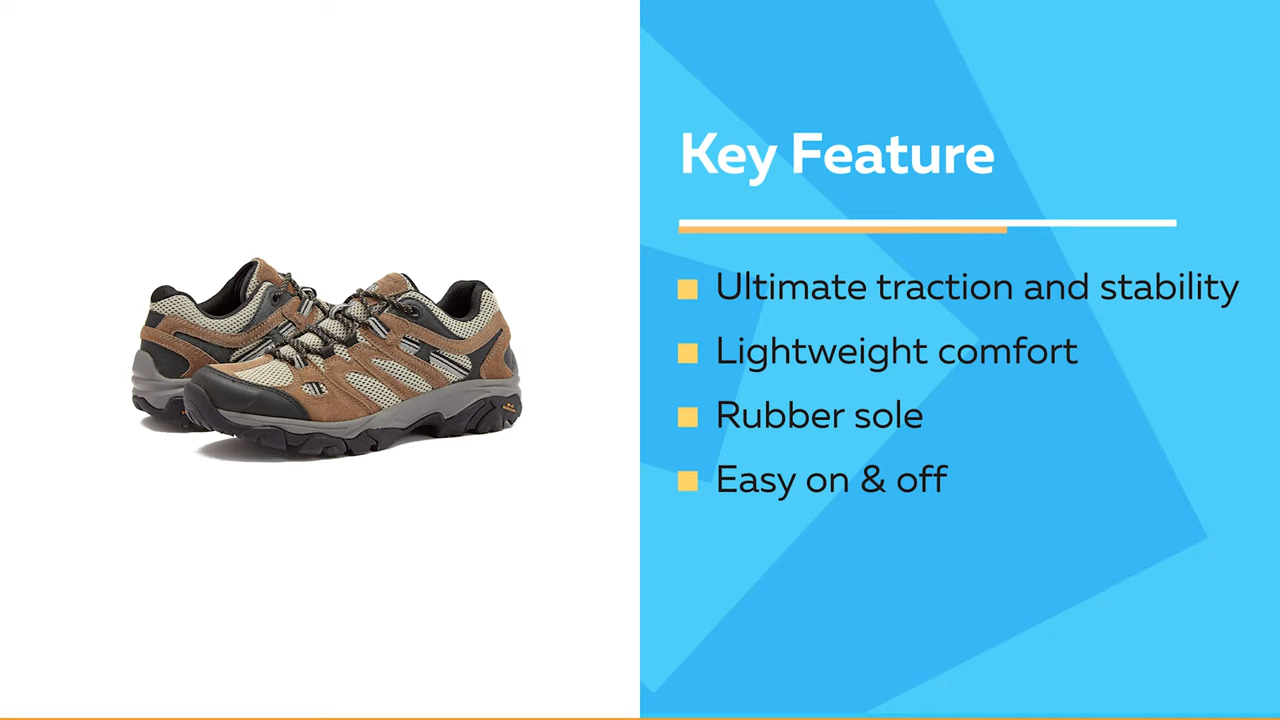 Key Feature
Ultimate traction and stability
Lightweight comfort
Rubber sole
Easy on & off